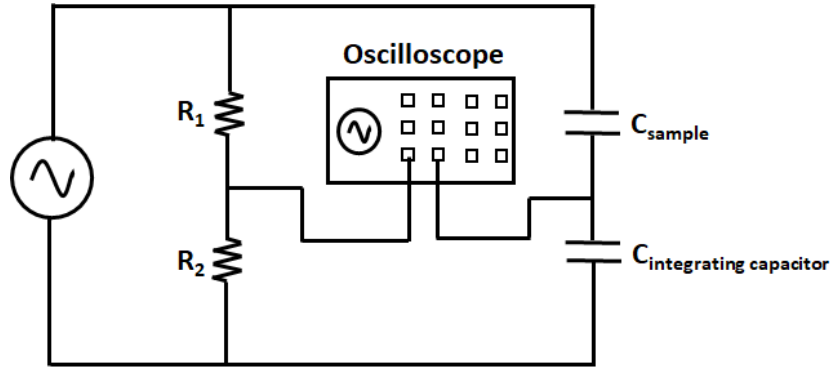 Oscilloscope
R1
Csample
R2
Cintegrating capacitor